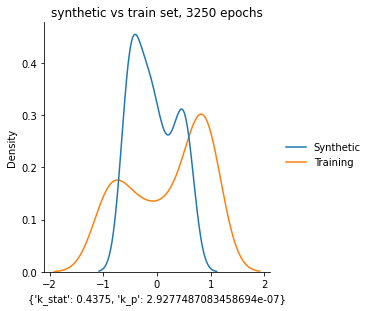 synthetic vs train set, 3250 epochs
Density
0.4
0.3
0.2
0.1
0.0
−2
−1
0
1
2
{'k_stat': 0.4375, 'k_p': 2.9277487083458694e-07}
Synthetic
Training